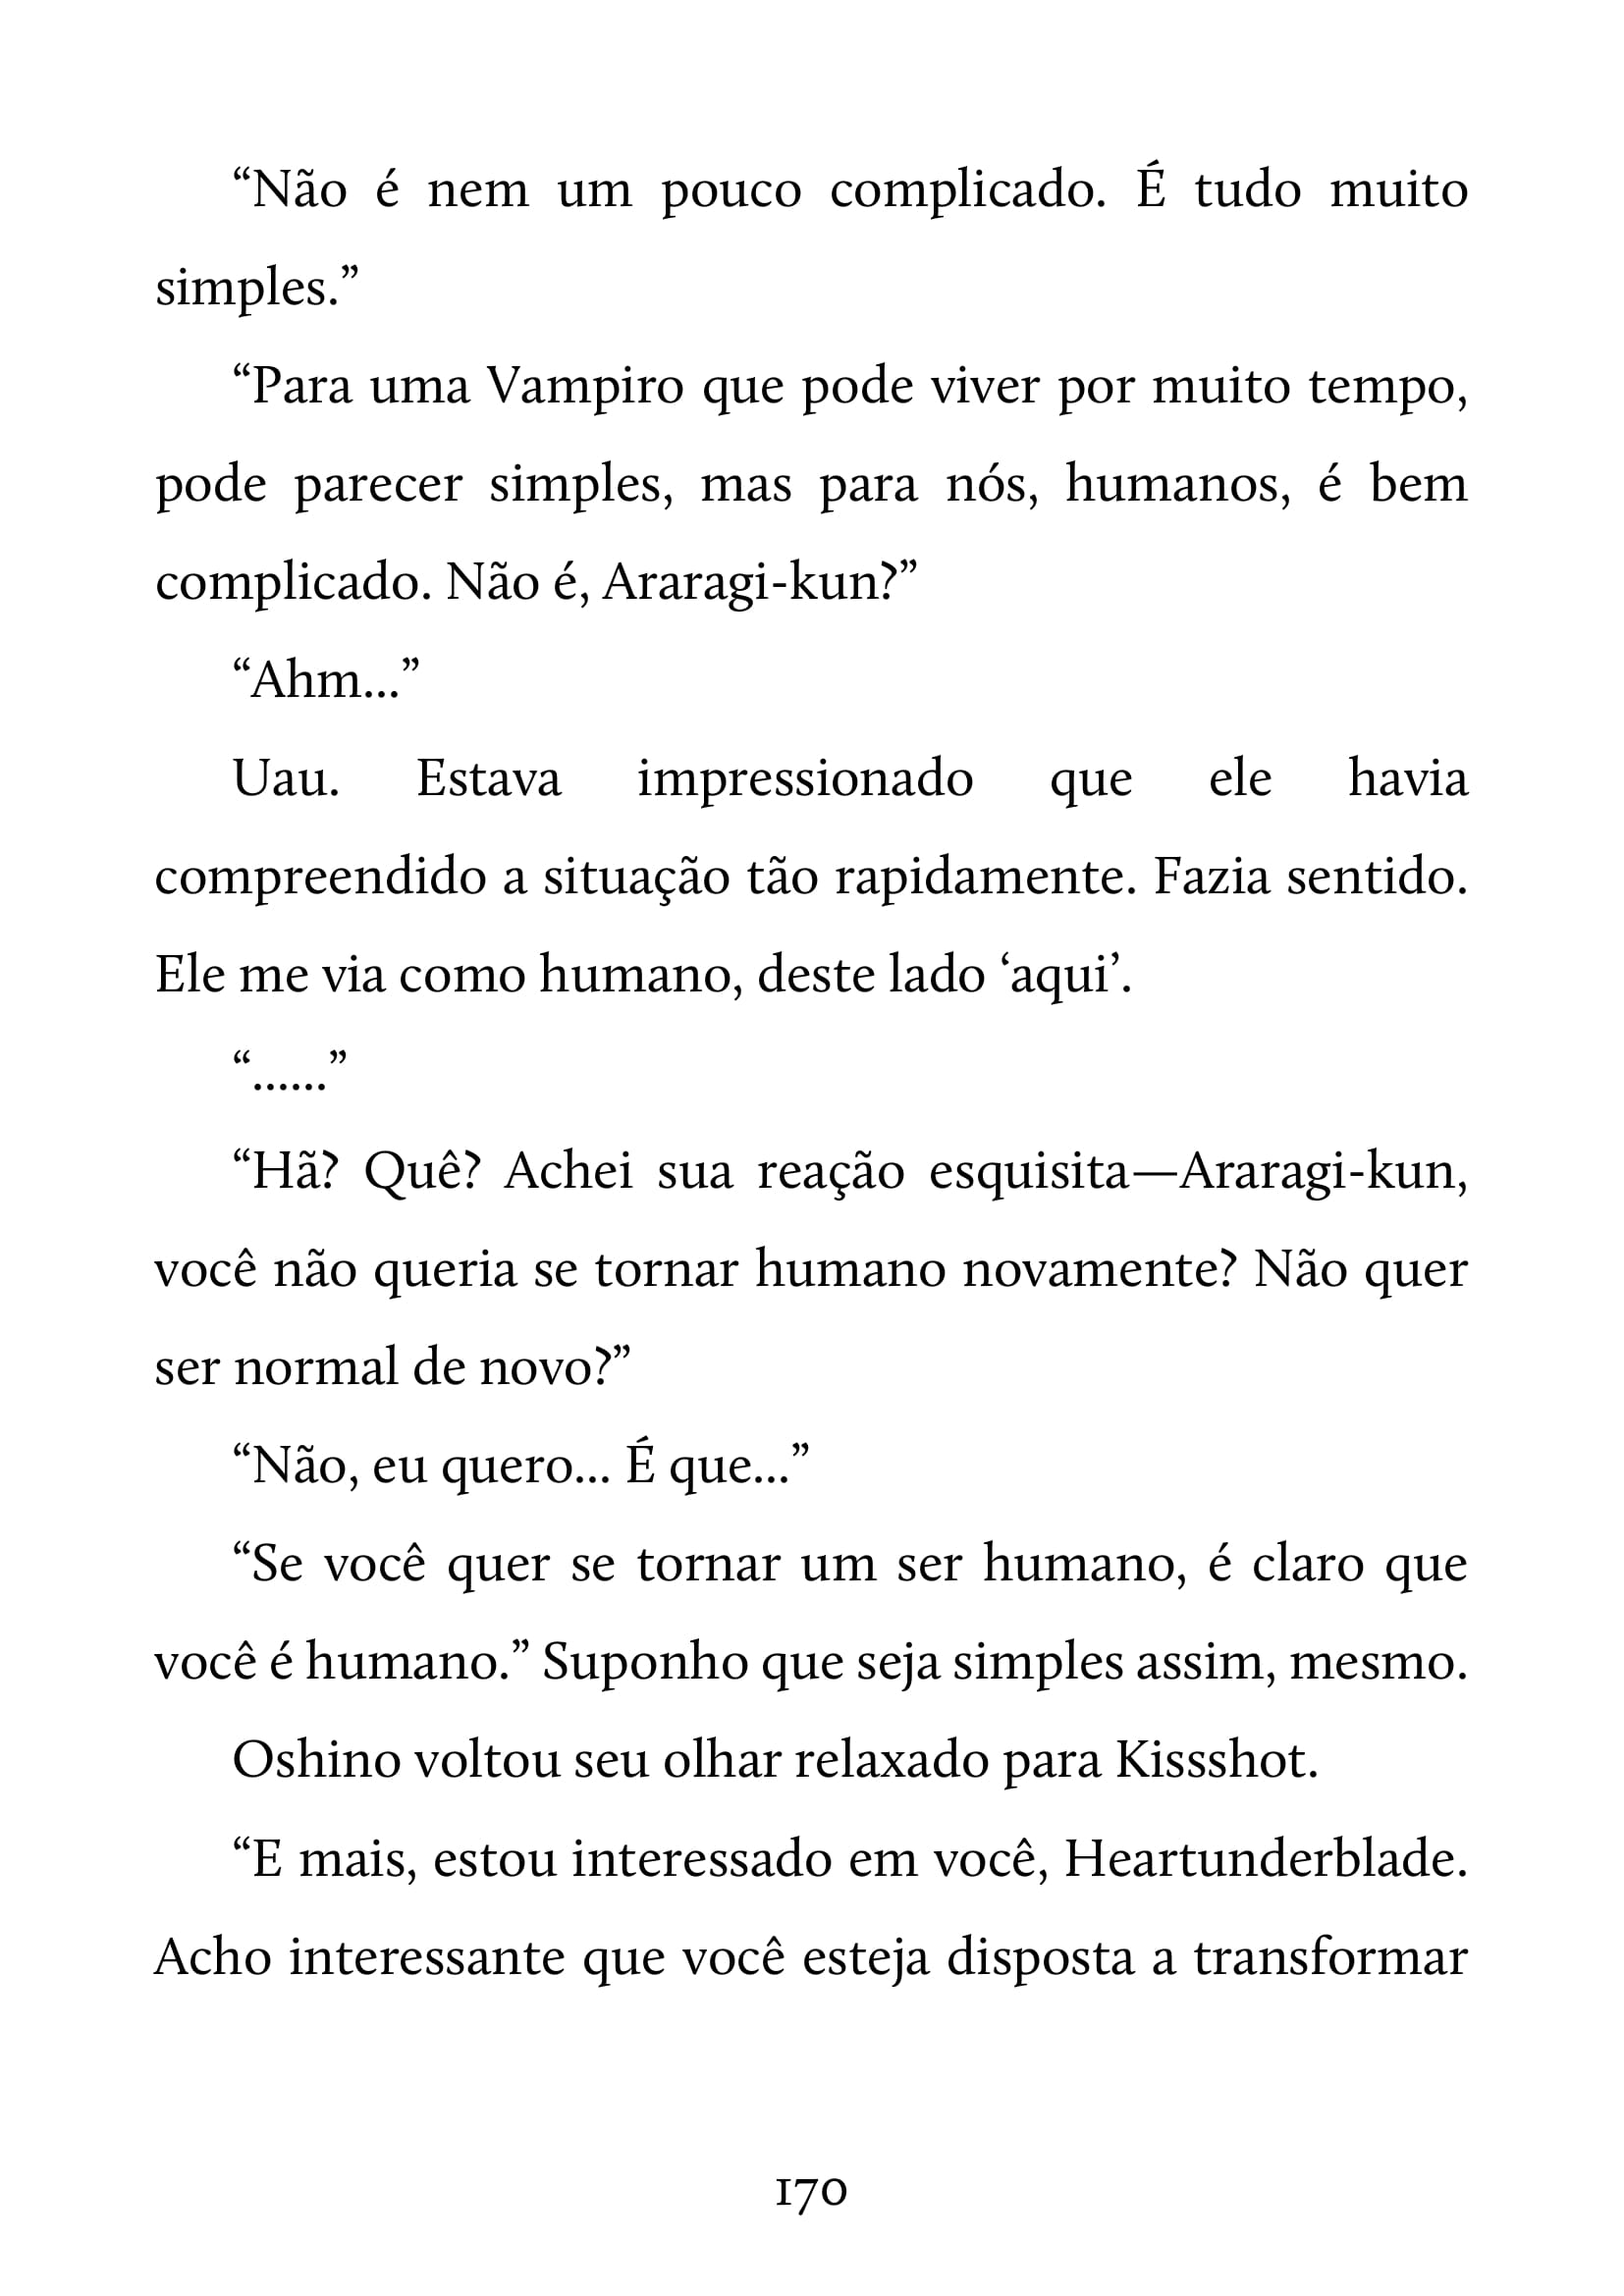 “Não é nem um pouco complicado. É tudo muito
simples.”
“Para uma Vampiro que pode viver por muito tempo,
pode parecer simples, mas para nós, humanos, é bem
complicado. Não é, Araragi-kun?”
“Ahm...”
Uau. Estava impressionado que ele havia
compreendido a situação tão rapidamente. Fazia sentido.
Ele me via como humano, deste lado ‘aqui’.
“......”
“Hã? Quê? Achei sua reação esquisita—Araragi-kun,
você não queria se tornar humano novamente? Não quer
ser normal de novo?”
“Não, eu quero... É que...”
“Se você quer se tornar um ser humano, é claro que
você é humano.” Suponho que seja simples assim, mesmo.
Oshino voltou seu olhar relaxado para Kissshot.
“E mais, estou interessado em você, Heartunderblade.
Acho interessante que você esteja disposta a transformar
170